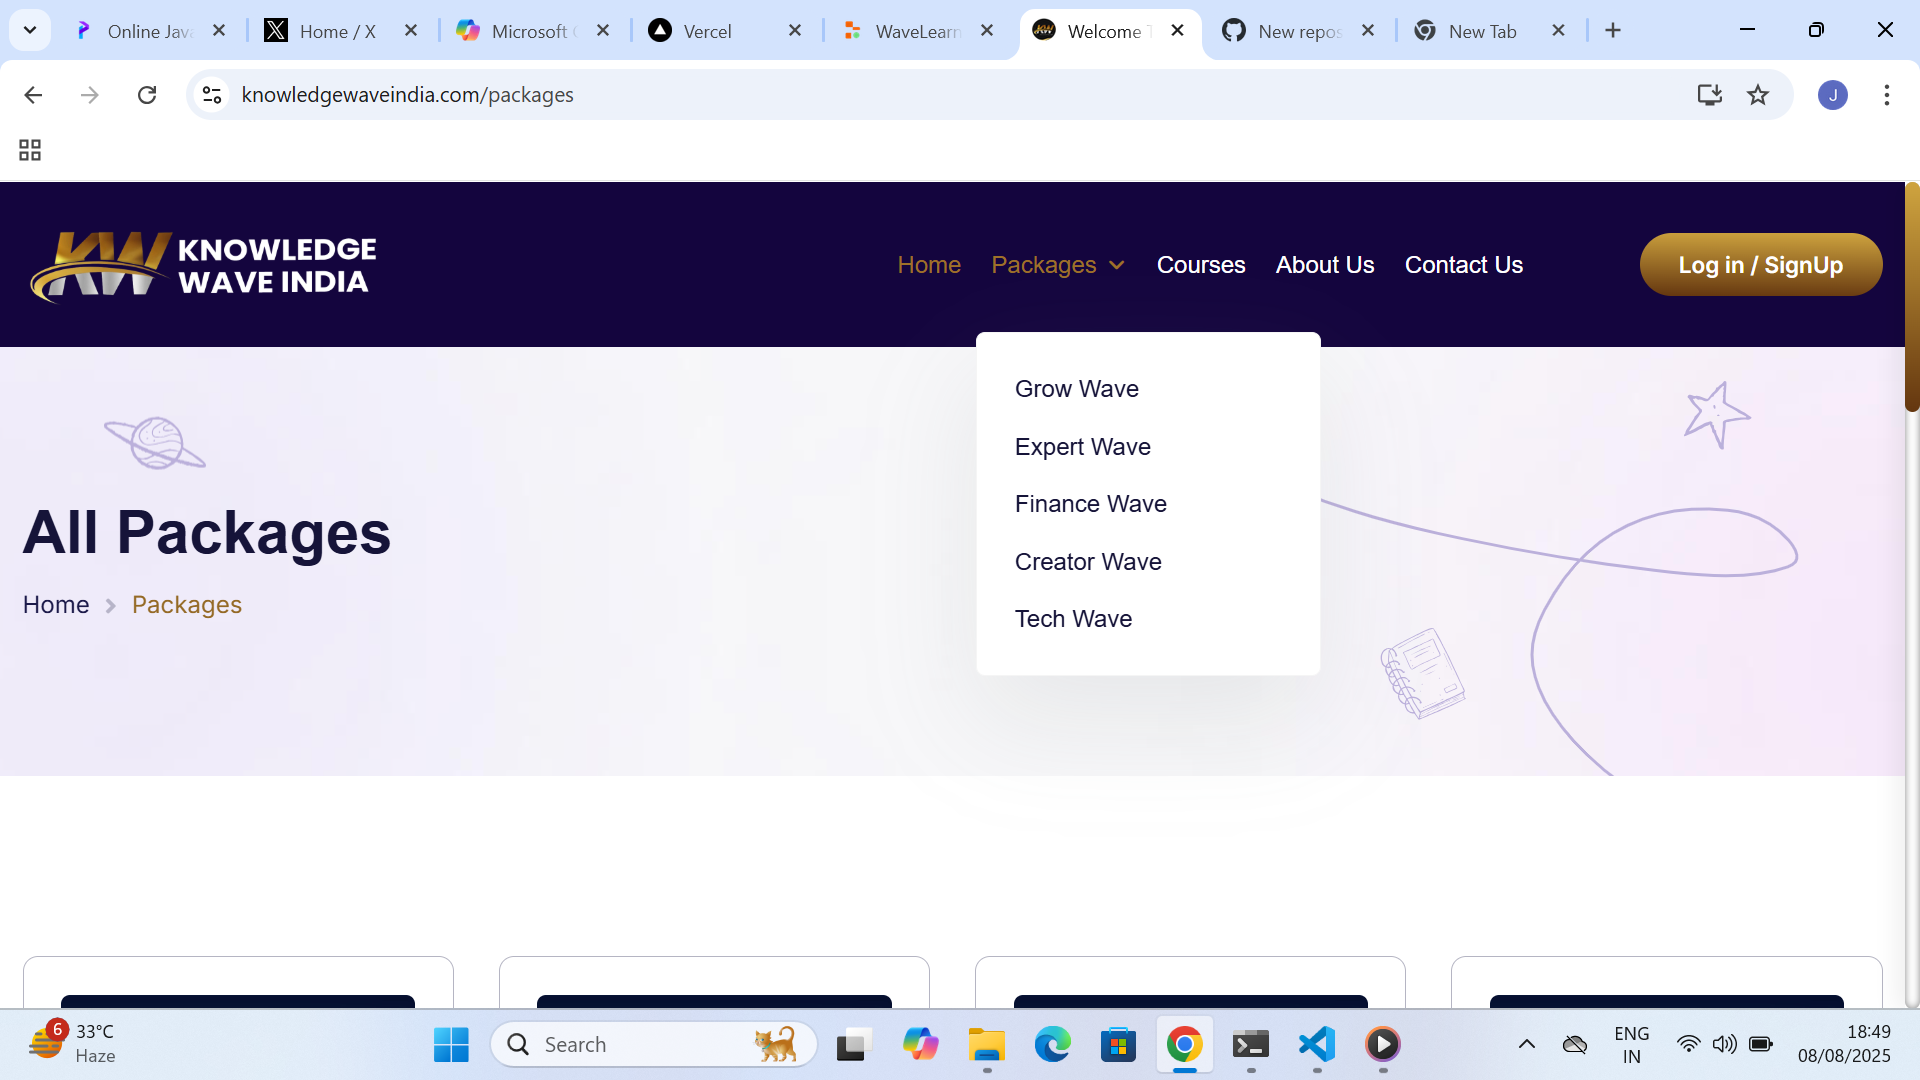 Online Java
Home / X
Microsoft C
Vercel
WaveLearn
Welcome T
New repos
New Tab
knowledgewaveindia.com/packages
J
KW KNOWLEDGE
WAVE INDIA
Home
Packages
Courses
About Us
Contact Us
Log in / SignUp
Grow Wave
Expert Wave
Finance Wave
Creator Wave
Tech Wave
All Packages
Home
Packages
6
33°C
Haze
Search
ENG
IN
18:49
08/08/2025